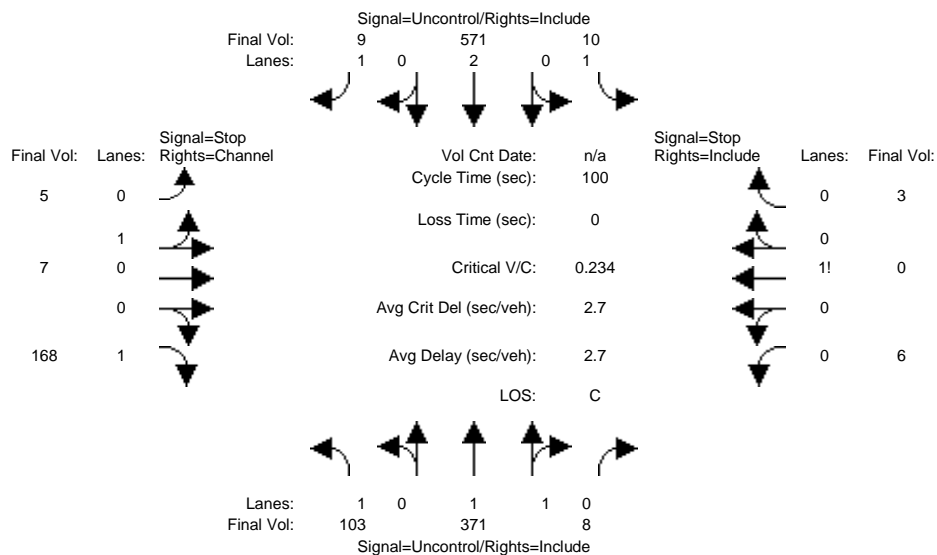 Signal=Uncontrol/Rights=Include
Final Vol: 9 571 10
Lanes: 1 0 2 0 1
Signal=Stop Signal=Stop
Final Vol: Lanes: Rights=Channel Vol Cnt Date: n/a Rights=Include Lanes: Final Vol:
Cycle Time (sec): 100
5 0 0 3
Loss Time (sec): 0
1 0
7 0 Critical V/C: 0.234 1! 0
0 Avg Crit Del (sec/veh): 2.7 0
168 1 Avg Delay (sec/veh): 2.7 0 6
LOS: C
Lanes: 1 0 1 1 0
Final Vol: 103 371 8
Signal=Uncontrol/Rights=Include